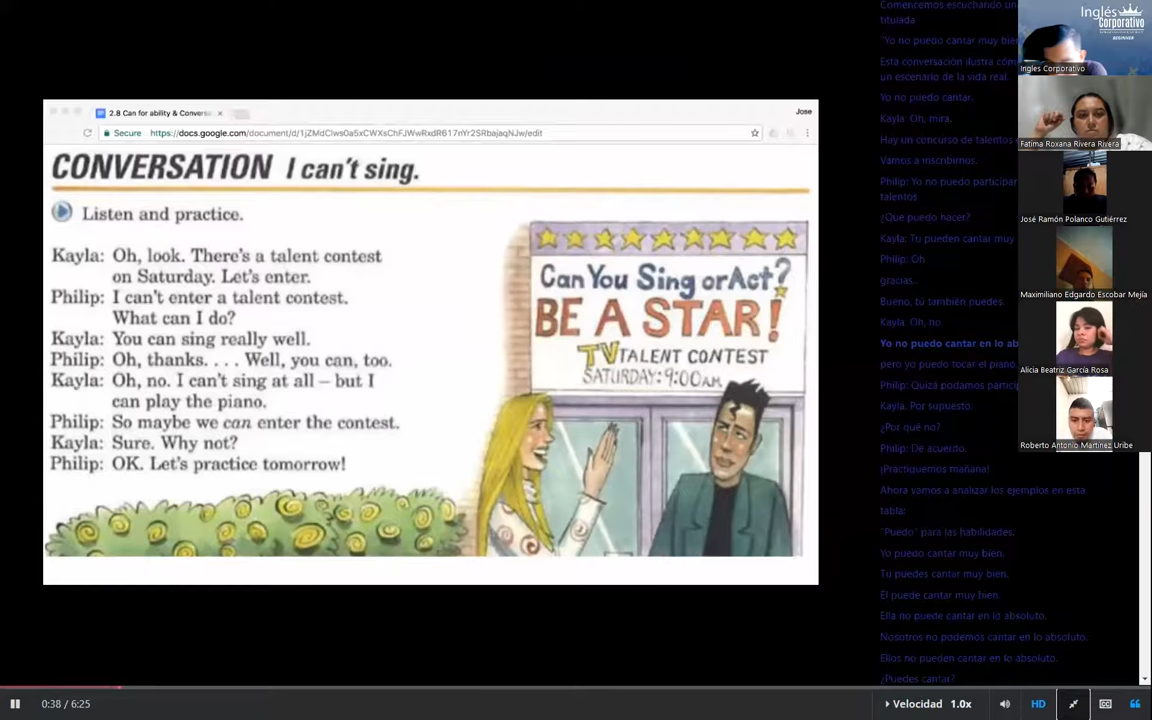 2.8 Can for ability & Conversa
Jose
Secure https://docs.google.com/document/d/1jZMdClws0a5xCWXsChFJWwRxdR617nYr2SRbajaqNJw/edit
CONVERSATION I can't sing.
Listen and practice.
Kayla: Oh, look. There's a talent contest
on Saturday. Let's enter.
Philip: I can't enter a talent contest.
What can I do?
Kayla: You can sing really well.
Philip: Oh, thanks. . . . Well, you can, too.
Kayla: Oh, no. I can't sing at all – but I
can play the piano.
Philip: So maybe we can enter the contest.
Kayla: Sure. Why not?
Philip: OK. Let's practice tomorrow!
Can You Sing or Act?
BE A STAR!
TV TALENT CONTEST
SATURDAY: 9:00 AM
Comencemos escuchando un
titulada
"Yo no puedo cantar muy bien
Esta conversación ilustra cóm
un escenario de la vida real.
Yo no puedo cantar.
Kayla: Oh, mira.
Hay un concurso de talentos
Vamos a inscribirnos.
Philip: Yo no puedo participar
talentos
¿Que puedo hacer?
Kayla: Tu pueden cantar muy
Philip: Oh
gracias...
Bueno, tú también puedes.
Kayla: Oh, no.
Yo no puedo cantar en lo ab
pero yo puedo tocar el piano.
Philip: Quizá podamos partici
Kayla. Por supuesto.
¿Por qué no?
Philip: De acuerdo.
¡Practiquemos mañana!
Ahora vamos a analizar los ejemplos en esta
tabla:
"Puedo" para las habilidades.
Yo puedo cantar muy bien.
Tu puedes cantar muy bien.
Él puede cantar muy bien.
Ella no puede cantar en lo absoluto.
Nosotros no podemos cantar en lo absoluto.
Ellos no pueden cantar en lo absoluto.
¿Puedes cantar?
Inglés
Corporativo
BEGINNER
Ingles Corporativo
Fatima Roxana Rivera Rivera
José Ramón Polanco Gutiérrez
Maximiliano Edgardo Escobar Mejía
Alicia Beatriz García Rosa
Roberto Antonio Martinez Uribe
0:38 / 6:25
Velocidad 1.0x
HD
CC